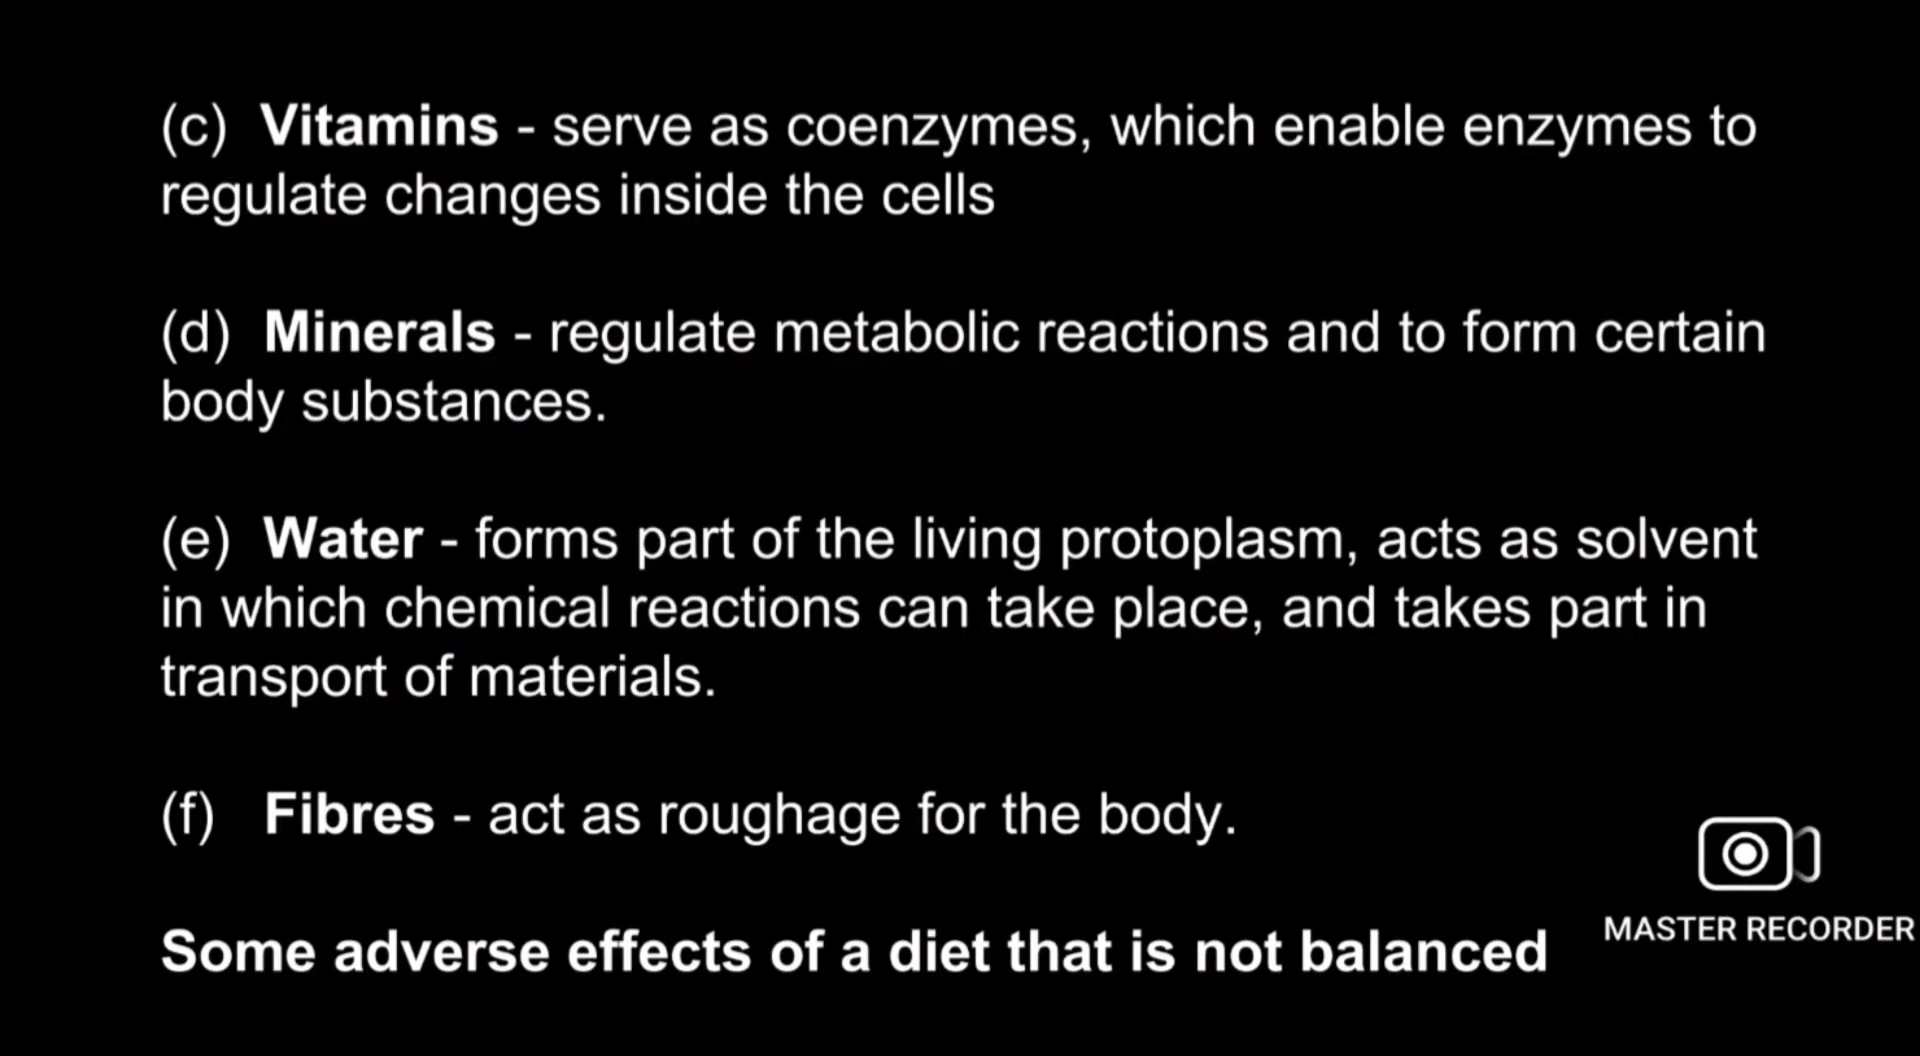 (c) Vitamins - serve as coenzymes, which enable enzymes to
regulate changes inside the cells
(d) Minerals - regulate metabolic reactions and to form certain
body substances.
(e) Water - forms part of the living protoplasm, acts as solvent
in which chemical reactions can take place, and takes part in
transport of materials.
(f) Fibres - act as roughage for the body.
Some adverse effects of a diet that is not balanced
MASTER RECORDER